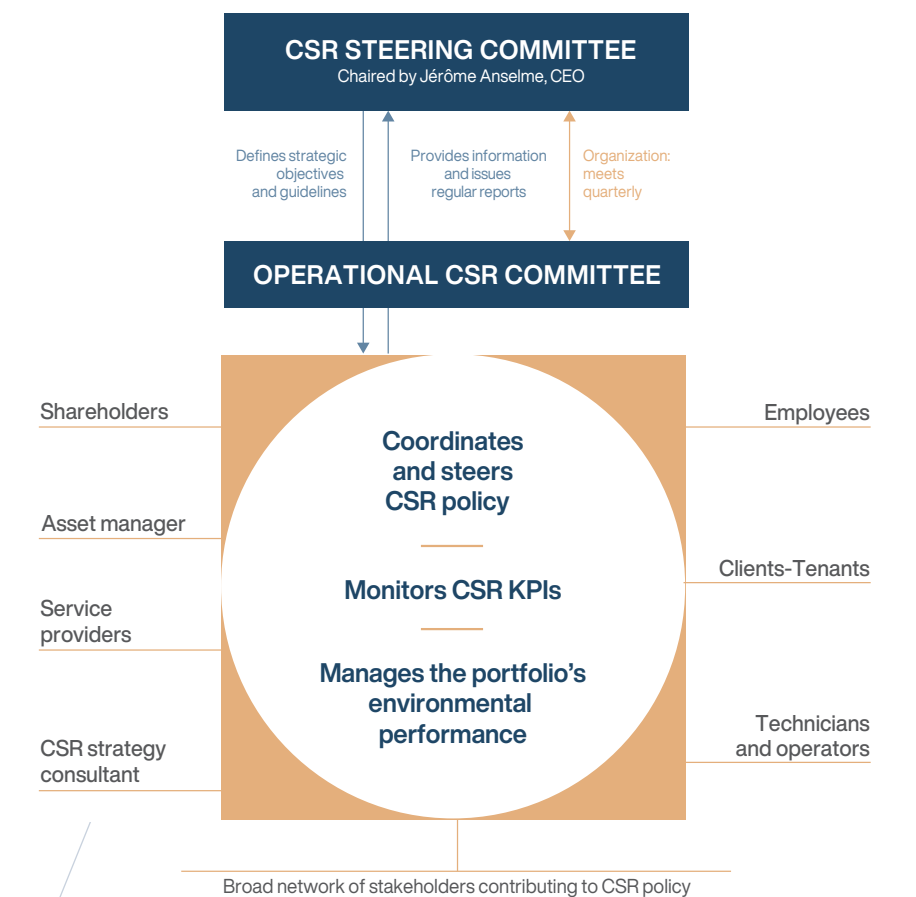 CSR STEERING COMMITTEE
Chaired by Jérôme Anselme, CEO
Defines strategic
objectives
and guidelines
Provides information
and issues
regular reports
Organization:
meets
quarterly
OPERATIONAL CSR COMMITTEE
Shareholders
Asset manager
Service
providers
CSR strategy
consultant
Coordinates
and steers
CSR policy
Monitors CSR KPIs
Manages the portfolio’s
environmental
performance
Employees
Clients-Tenants
Technicians
and operators
Broad network of stakeholders contributing to CSR policy